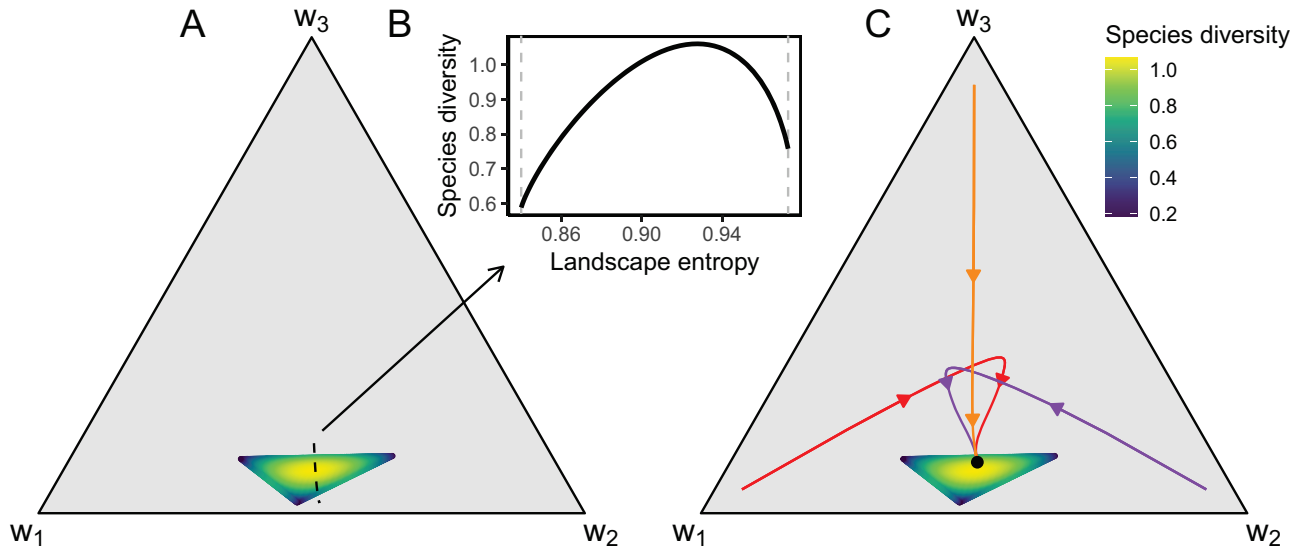 A
w3
w1
w2
B
Species diversity
1.0
0.9
0.8
0.7
0.6
0.86
0.90
0.94
Landscape entropy
C
w3
w1
w2
Species diversity
1.0
0.8
0.6
0.4
0.2